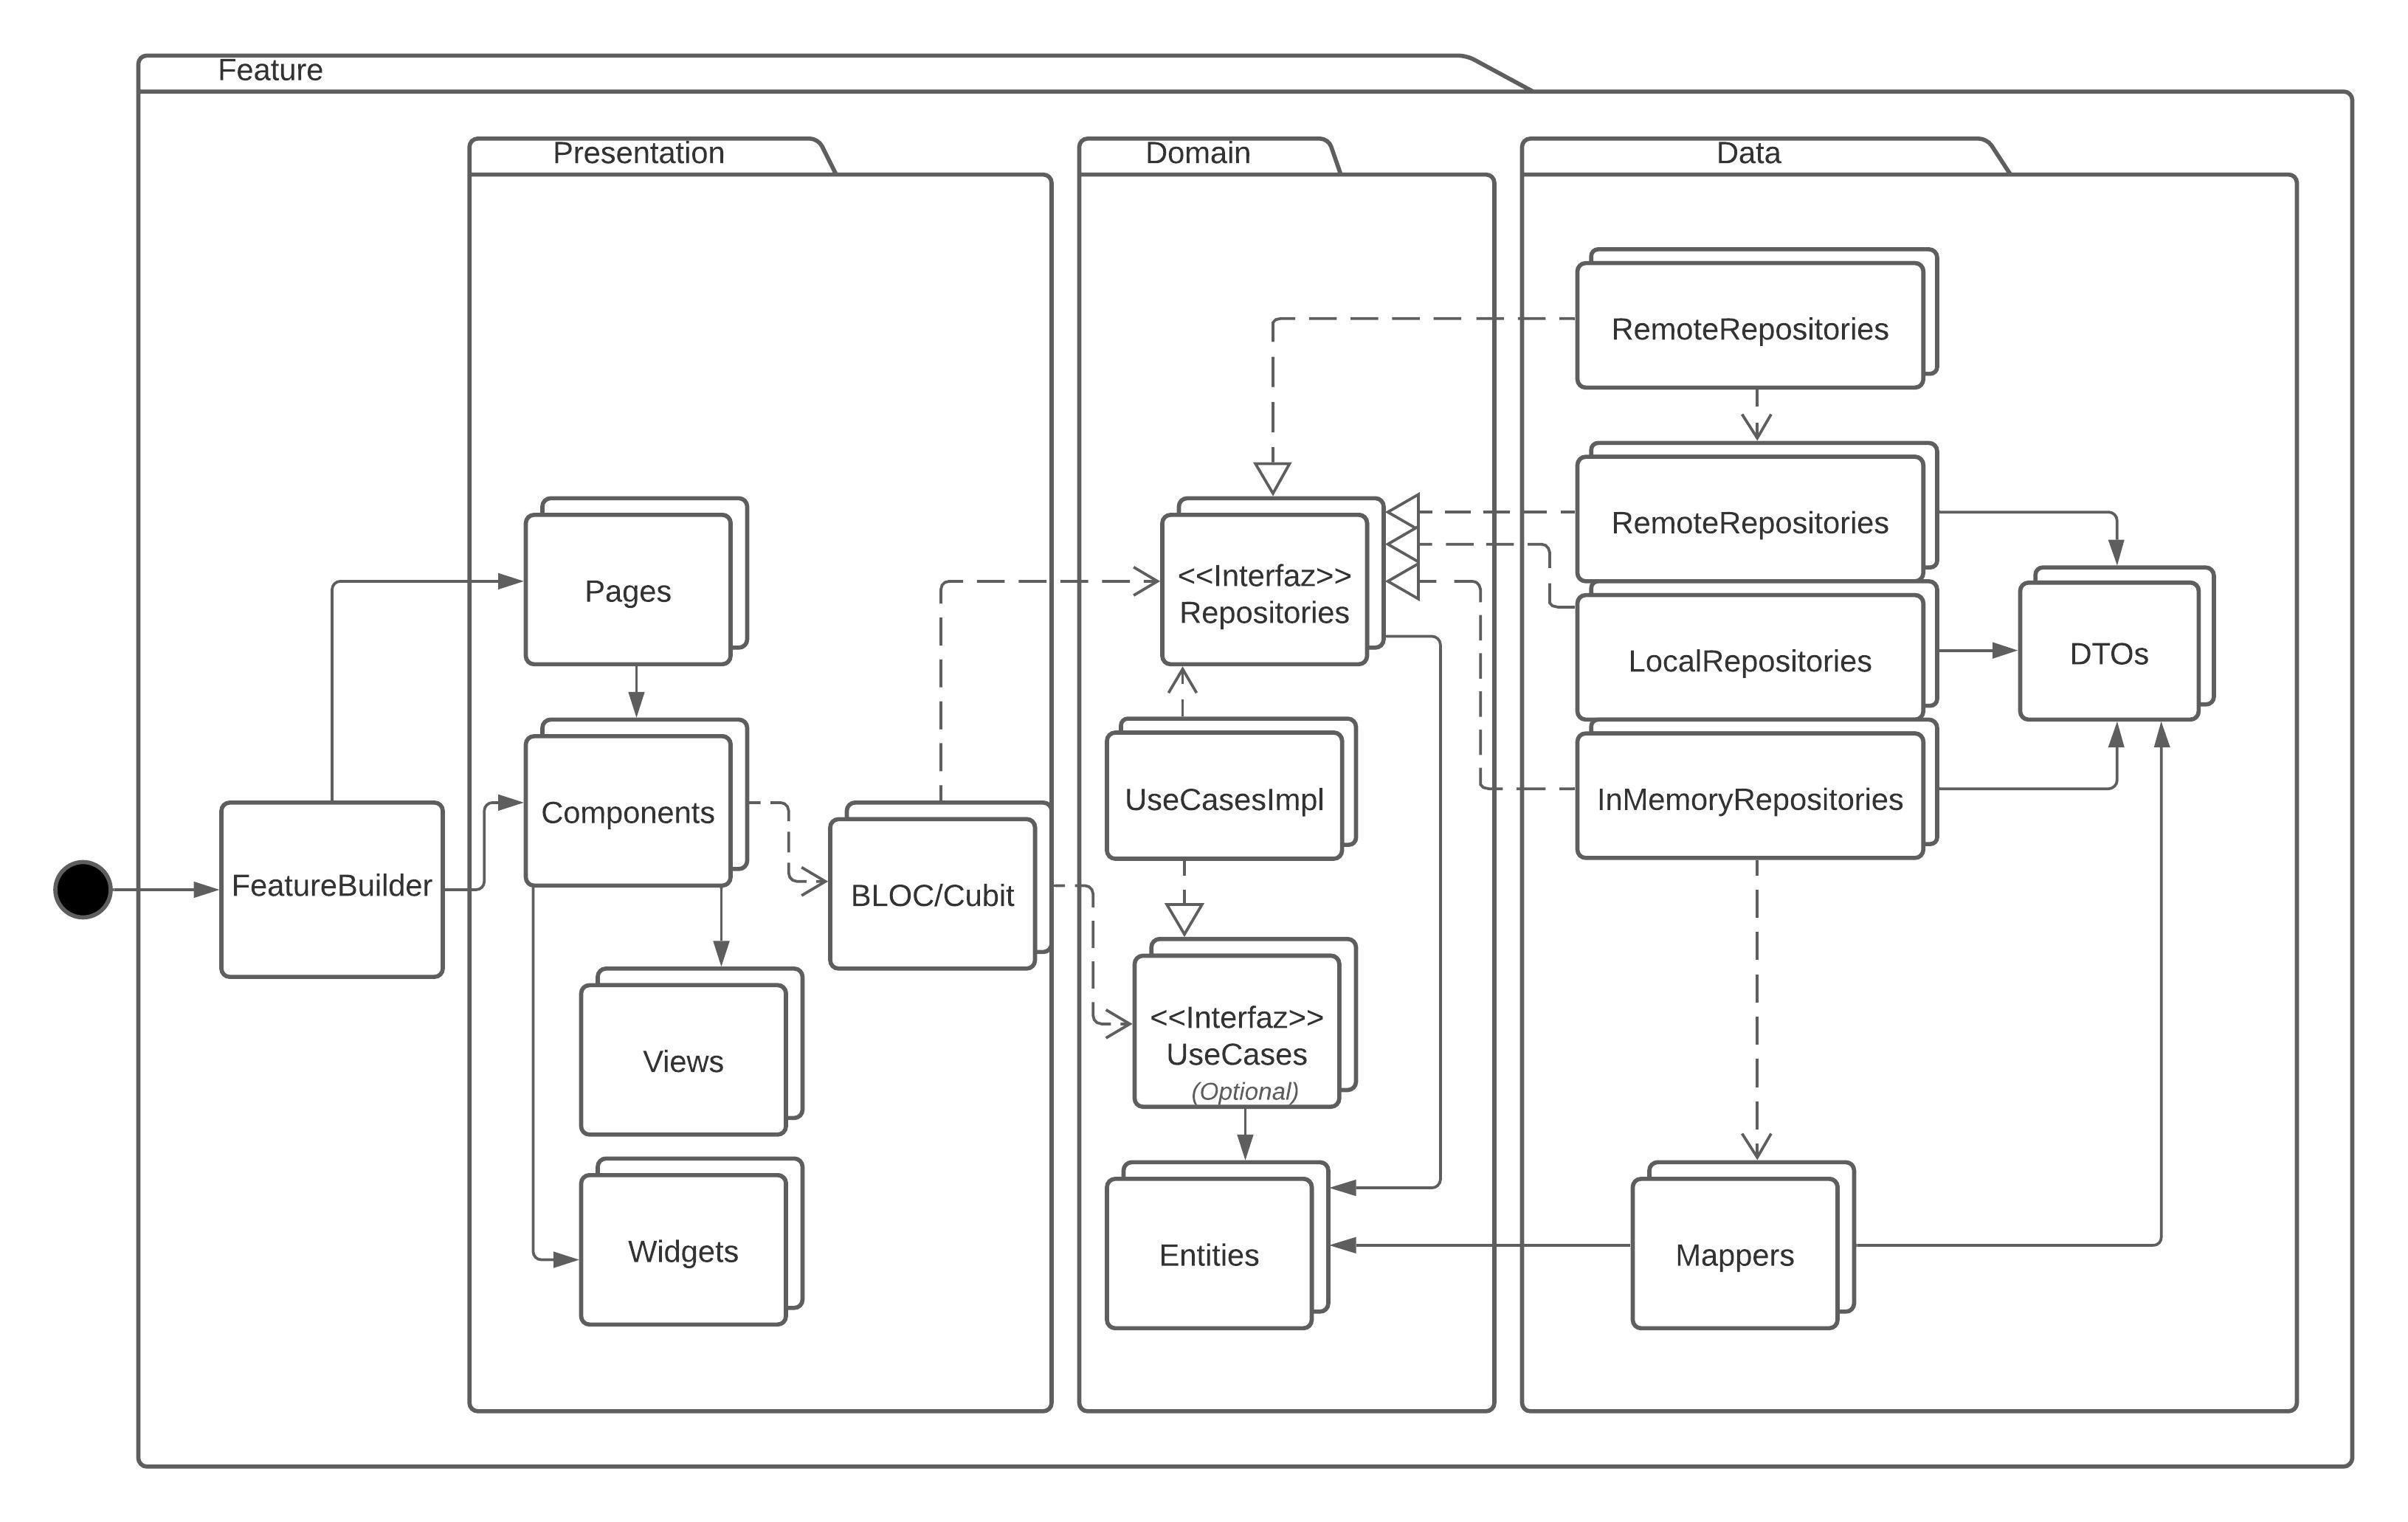 Feature
Presentation
Domain
Data
RemoteRepositories
RemoteRepositories
Pages
<<Interfaz>>
Repositories
LocalRepositories
DTOs
Components
UseCasesImpl
InMemoryRepositories
FeatureBuilder
BLOC/Cubit
<<Interfaz>>
UseCases
(Optional)
Views
Widgets
Entities
Mappers